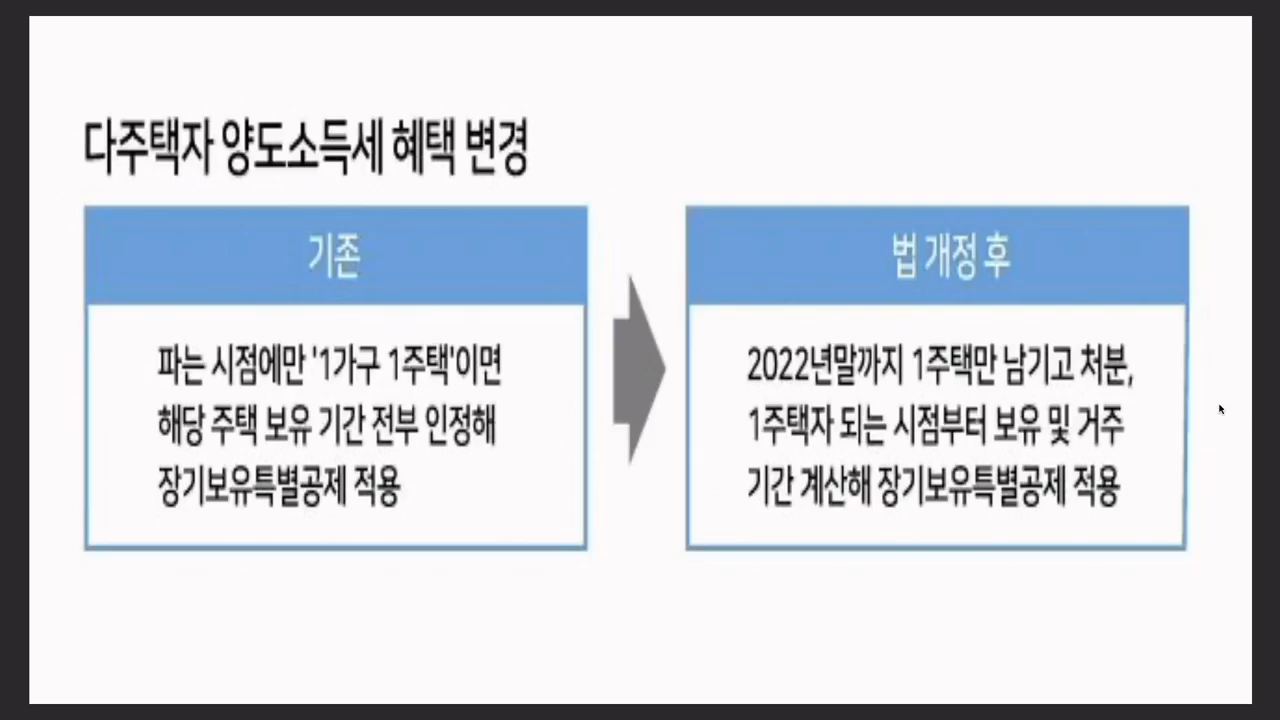 다주택자 양도소득세 혜택 변경
기존
파는 시점에만 '1가구 1주택'이면
해당 주택 보유 기간 전부 인정해
장기보유특별공제 적용
법 개정 후
2022년말까지 1주택만 남기고 처분,
1주택자 되는 시점부터 보유 및 거주
기간 계산해 장기보유특별공제 적용